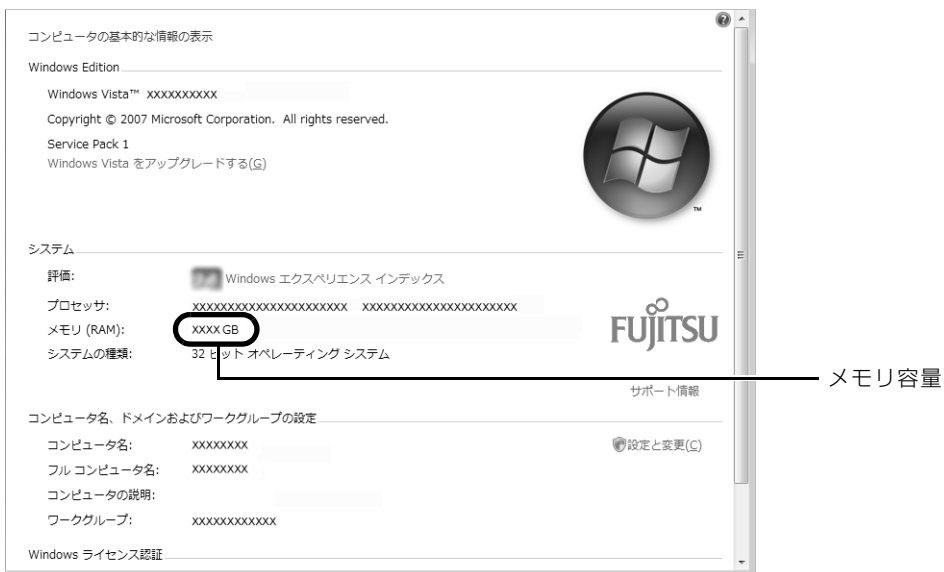 コンピュータの基本的な情報の表示
Windows Edition
Windows Vista™ xxxxxxxxxx
Copyright © 2007 Microsoft Corporation. All rights reserved.
Service Pack 1
Windows Vista をアップグレードする(G)
TM
システム
評価: Windows エクスペリエンス インデックス
プロセッサ: xxxxxxxxxxxxxxxxxxxxxx xxxxxxxxxxxxxxxxxxxxxx
メモリ (RAM): xxxx GB
FUJITSU
システムの種類: 32 ビット オペレーティング システム
メモリ容量
サポート情報
コンピュータ名、ドメインおよびワークグループの設定
コンピュータ名: xxxxxxxx
設定と変更(C)
フル コンピュータ名: xxxxxxxx
コンピュータの説明:
ワークグループ: xxxxxxxxxxxx
Windows ライセンス認証